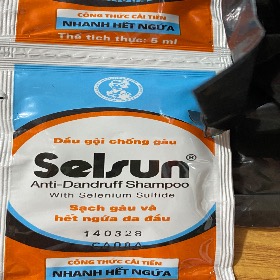 CÔNG THỨC CẢI TIẾN
NHANH HẾT NGỨA
Thể tích thực: 5 ml
Dầu gội chống gàu
Selsun®
Anti-Dandruff Shampoo
With Selenium Sulfide
Sạch gàu và
hết ngứa da đầu
140328
CÔNG THỨC CẢI TIẾN
NHANH HẾT NGỨA